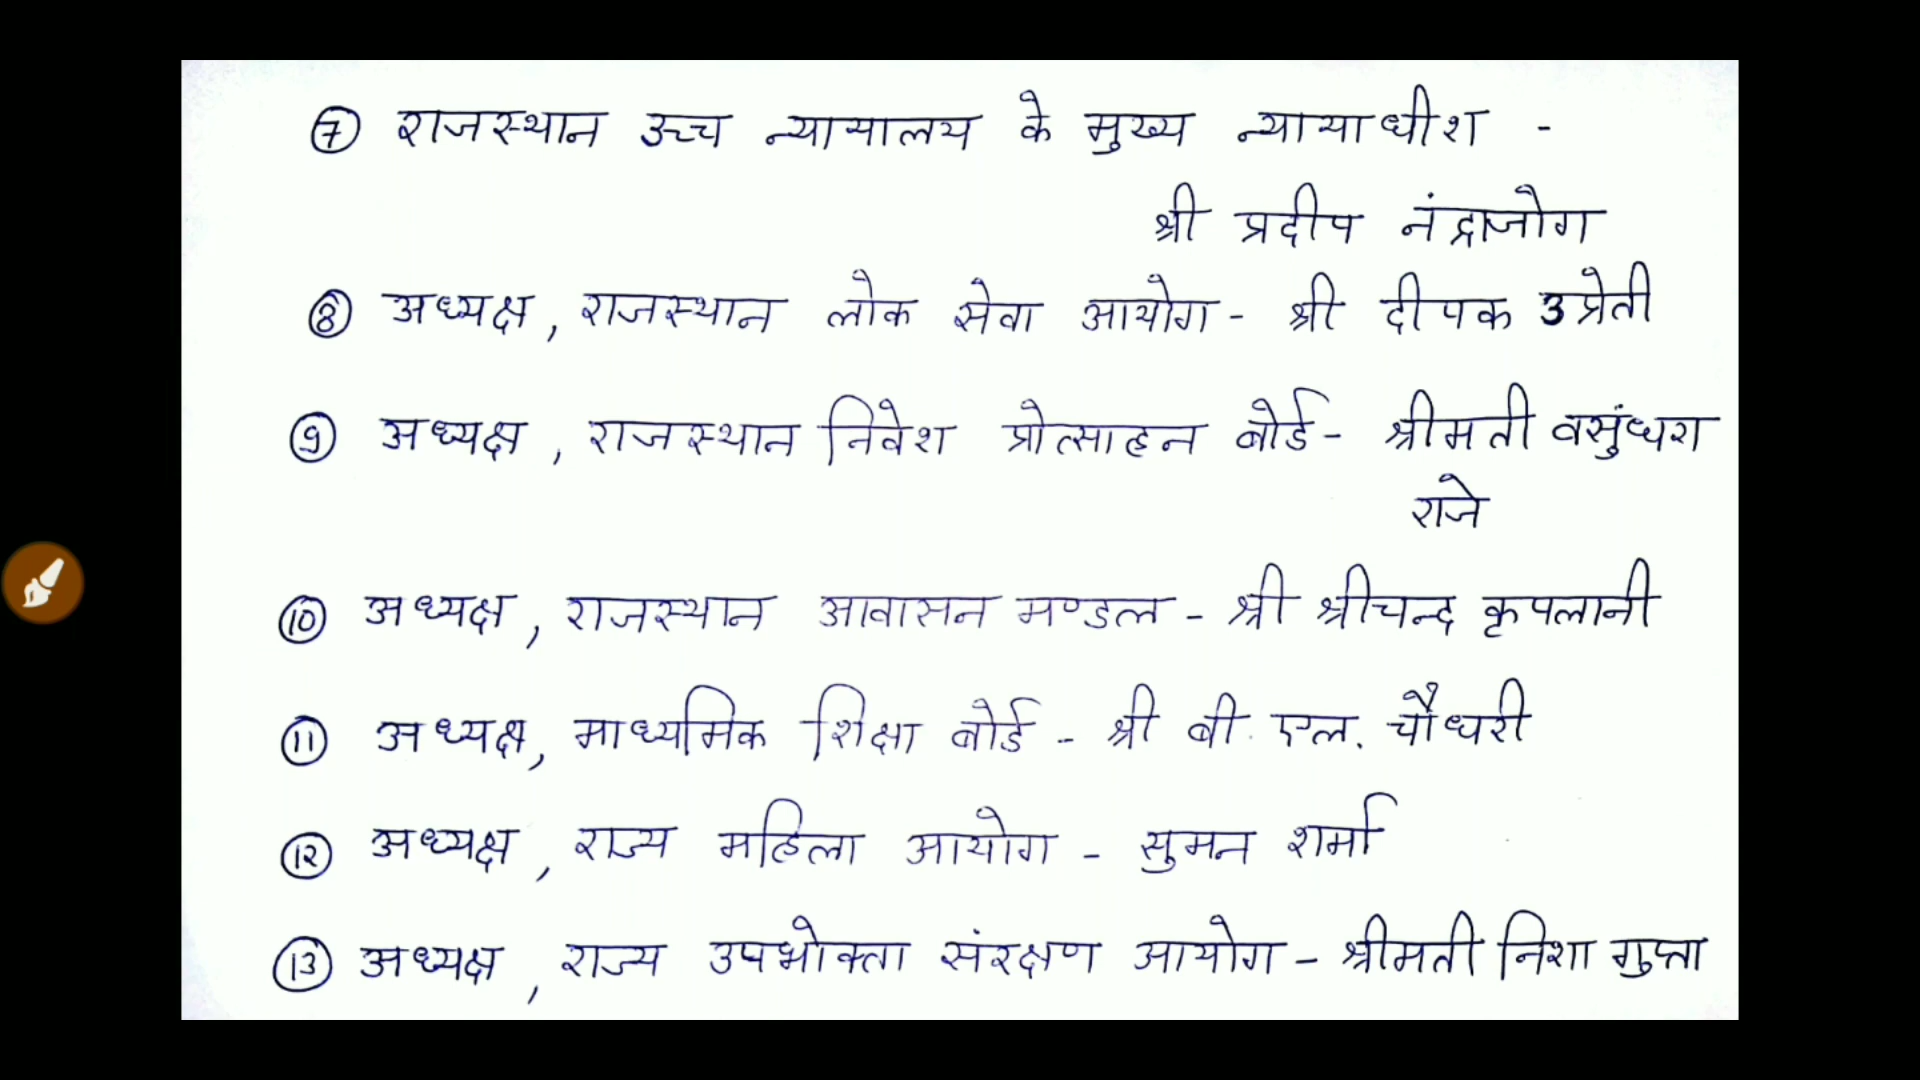 ⑦ राजस्थान उच्च न्यायालय के मुख्य न्यायाधीश -
श्री प्रदीप नंद्राजोग
⑧ अध्यक्ष, राजस्थान लोक सेवा आयोग - श्री दीपक उप्रेती
⑨ अध्यक्ष, राजस्थान निवेश प्रोत्साहन बोर्ड - श्रीमती वसुंधरा
राजे
⑩ अध्यक्ष, राजस्थान आवासन मण्डल - श्री श्रीचन्द कृपलानी
⑪ अध्यक्ष, माध्यमिक शिक्षा बोर्ड - श्री बी. एल. चौधरी
⑫ अध्यक्ष, राज्य महिला आयोग - सुमन शर्मा
⑬ अध्यक्ष, राज्य उपभोक्ता संरक्षण आयोग - श्रीमती निशा गुप्ता